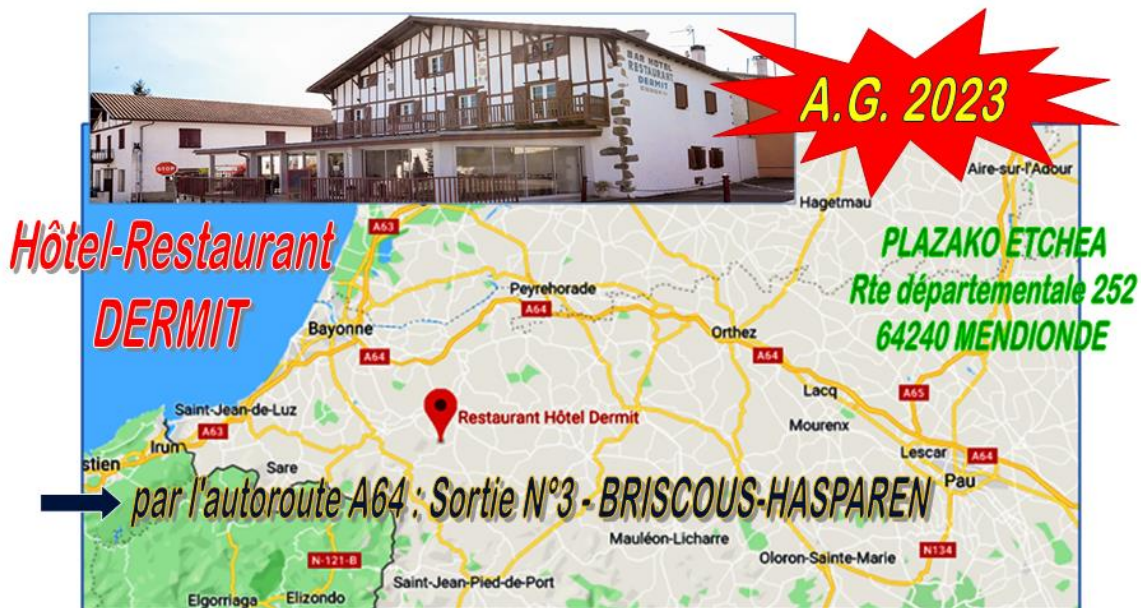 BAR HOTEL
RESTAURANT
DERMIT
STOP
A.G. 2023
Aire-sur-l'Adour
Hagetmau
Hôtel-Restaurant
DERMIT
PLAZAKO ETCHEA
Rte départementale 252
64240 MENDIONDE
A63
Peyrehorade
A64
Bayonne
A64
Orthez
A64
Lacq
A65
Saint-Jean-de-Luz
A63
Restaurant Hôtel Dermit
Mourenx
Irun
Lescar
A64
stien
Sare
Pau
par l'autoroute A64 : Sortie N°3 - BRISCOUS-HASPAREN
Mauléon-Licharre
Oloron-Sainte-Marie
N134
N-121-B
Saint-Jean-Pied-de-Port
Elgorriaga
Elizondo